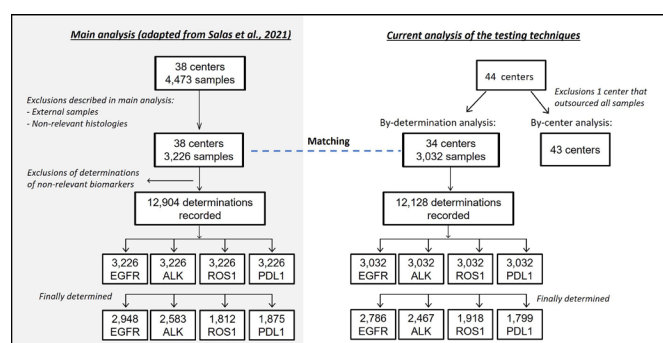 Main analysis (adapted from Salas et al., 2021)
38 centers
4,473 samples
Exclusions described in main analysis:
- External samples
- Non-relevant histologies
38 centers
3,226 samples
Exclusions of determinations
of non-relevant biomarkers
12,904 determinations
recorded
3,226 3,226 3,226 3,226
EGFR ALK ROS1 PDL1
Finally determined
2,948 2,583 1,812 1,875
EGFR ALK ROS1 PDL1
Matching
Current analysis of the testing techniques
44 centers
Exclusions 1 center that
outsourced all samples
By-determination analysis:
By-center analysis:
34 centers
3,032 samples
43 centers
12,128 determinations
recorded
3,032 3,032 3,032 3,032
EGFR ALK ROS1 PDL1
Finally determined
2,786 2,467 1,918 1,799
EGFR ALK ROS1 PDL1